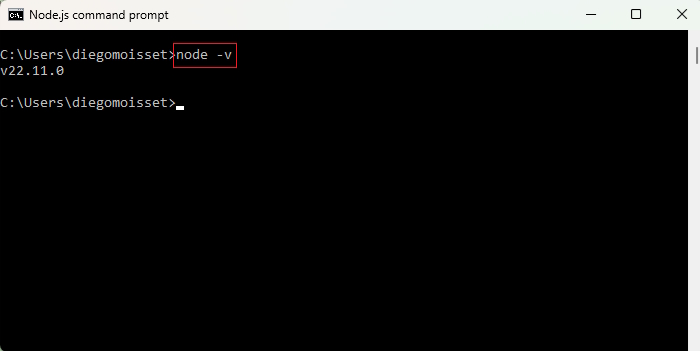 Node.js command prompt
C:\Users\diegomoisset>node -v
v22.11.0
C:\Users\diegomoisset>